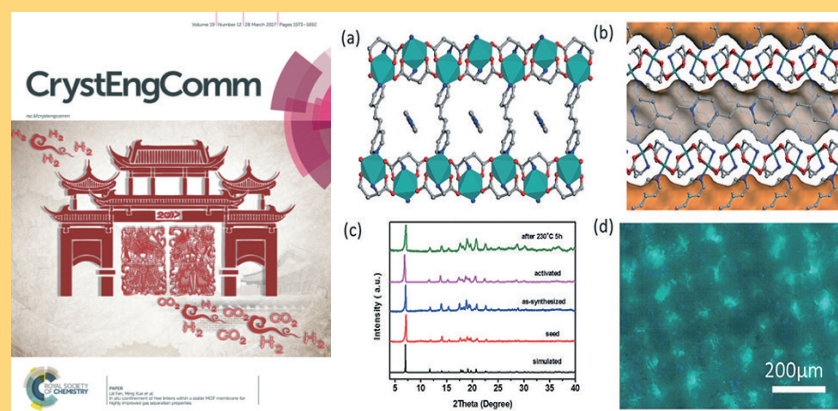 Volume 19 | Number 12 | 28 March 2017 | Pages 1573–1692
CrystEngComm
rsc.li/crystengcomm
H₂
H₂
H₂
2017
CO₂
H₂
CO₂
CO₂
H₂
CO₂
H₂
ROYAL SOCIETY
OF CHEMISTRY
PAPER
Lili Fan, Ming Xue et al.
In situ confinement of free linkers within a stable MOF membrane for
highly improved gas separation properties
(a)
(b)
(c)
after 230°C 5h
activated
as-synthesized
seed
simulated
Intensity ( a.u.)
5 10 15 20 25 30 35 40
2Theta (Degree)
(d)
200μm